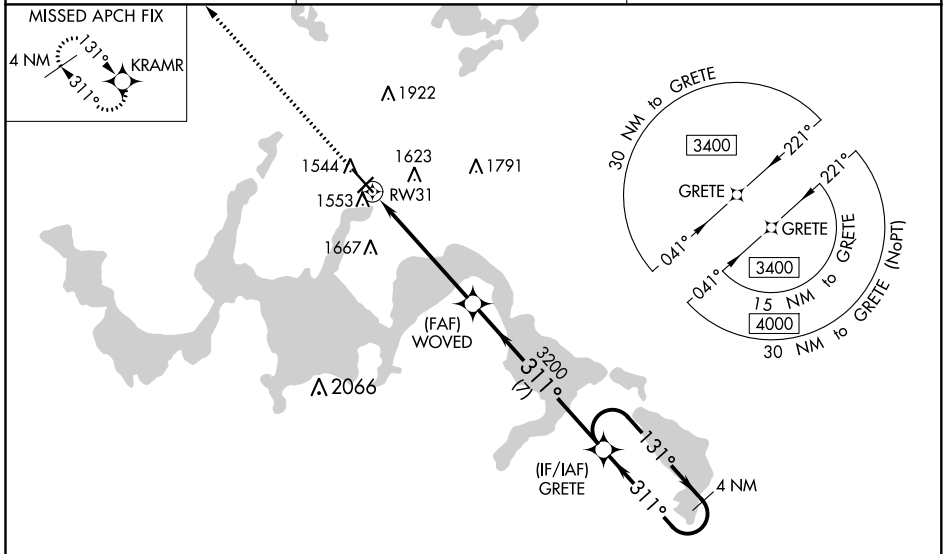 MISSED APCH FIX
4 NM
131°
KRAMR
311°
1922
1544
1623
1791
1553
RW31
1667
(FAF)
WOVED
3200
311°
(7)
2066
(IF/IAF)
GRETE
131°
311°
4 NM
30 NM to GRETE
3400
221°
GRETE
041°
221°
GRETE
041°
3400
15 NM to GRETE
4000
30 NM to GRETE (NoPT)